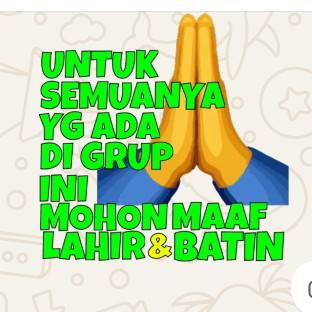 UNTUK
SEMUANYA
YG ADA
DI GRUP
INI
MOHON MAAF
LAHIR & BATIN